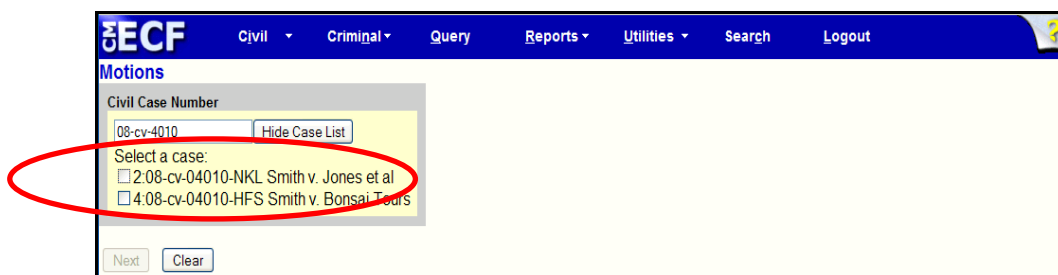 CM ECF Civil Criminal Query Reports Utilities Search Logout ?
Motions
Civil Case Number
08-cv-4010 Hide Case List
Select a case:
2:08-cv-04010-NKL Smith v. Jones et al
4:08-cv-04010-HFS Smith v. Bonsai Tours
Next Clear